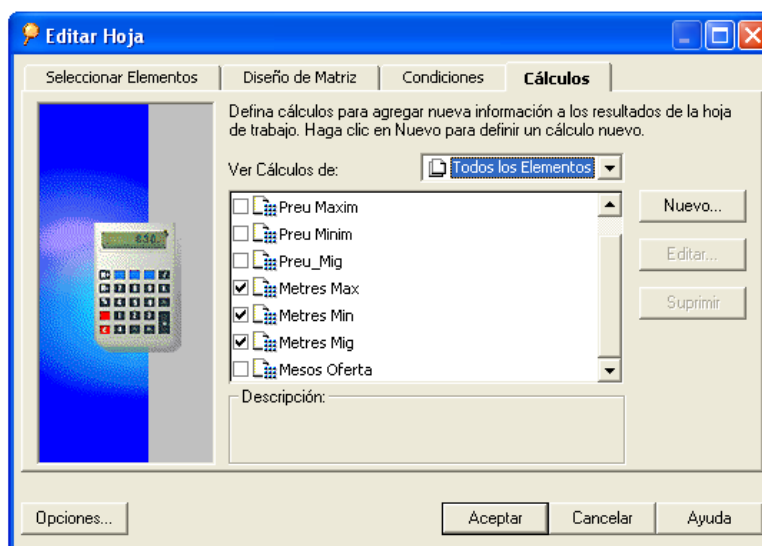 Editar Hoja
Seleccionar Elementos
Diseño de Matriz
Condiciones
Cálculos
Defina cálculos para agregar nueva información a los resultados de la hoja
de trabajo. Haga clic en Nuevo para definir un cálculo nuevo.
Ver Cálculos de:
Todos los Elementos
Preu Maxim
Preu Minim
Preu_Mig
Metres Max
Metres Min
Metres Mig
Mesos Oferta
Nuevo...
Editar...
Suprimir
Descripción:
Opciones...
Aceptar
Cancelar
Ayuda